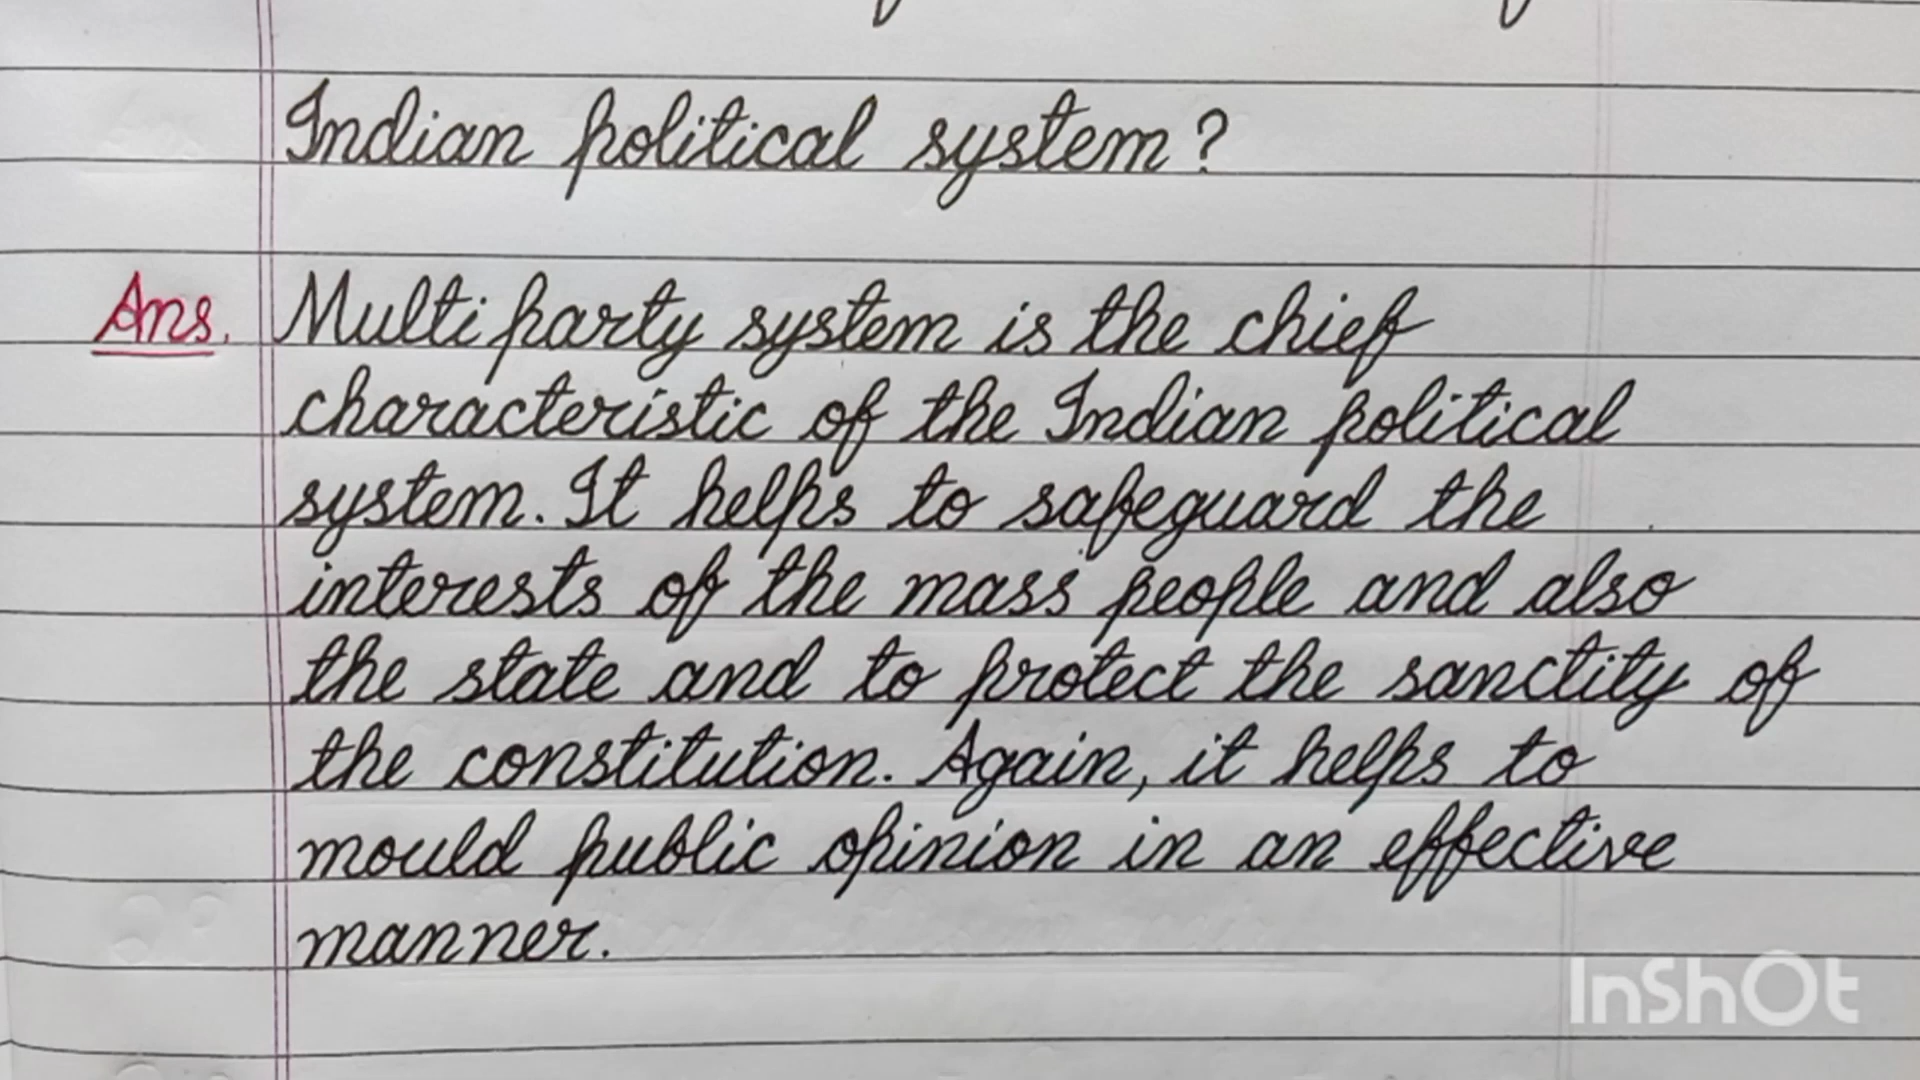 Indian political system?
Ans. Multi party system is the chief
characteristic of the Indian political
system. It helps to safeguard the
interests of the mass people and also
the state and to protect the sanctity of
the constitution. Again, it helps to
mould public opinion in an effective
manner.
InShOt